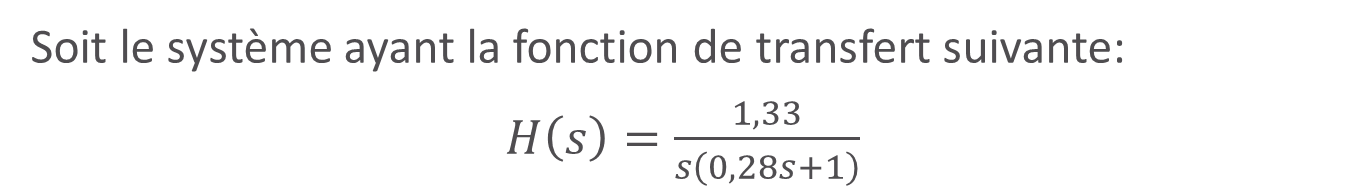 Soit le système ayant la fonction de transfert suivante:
H(s) = 1,33 / s(0,28s+1)